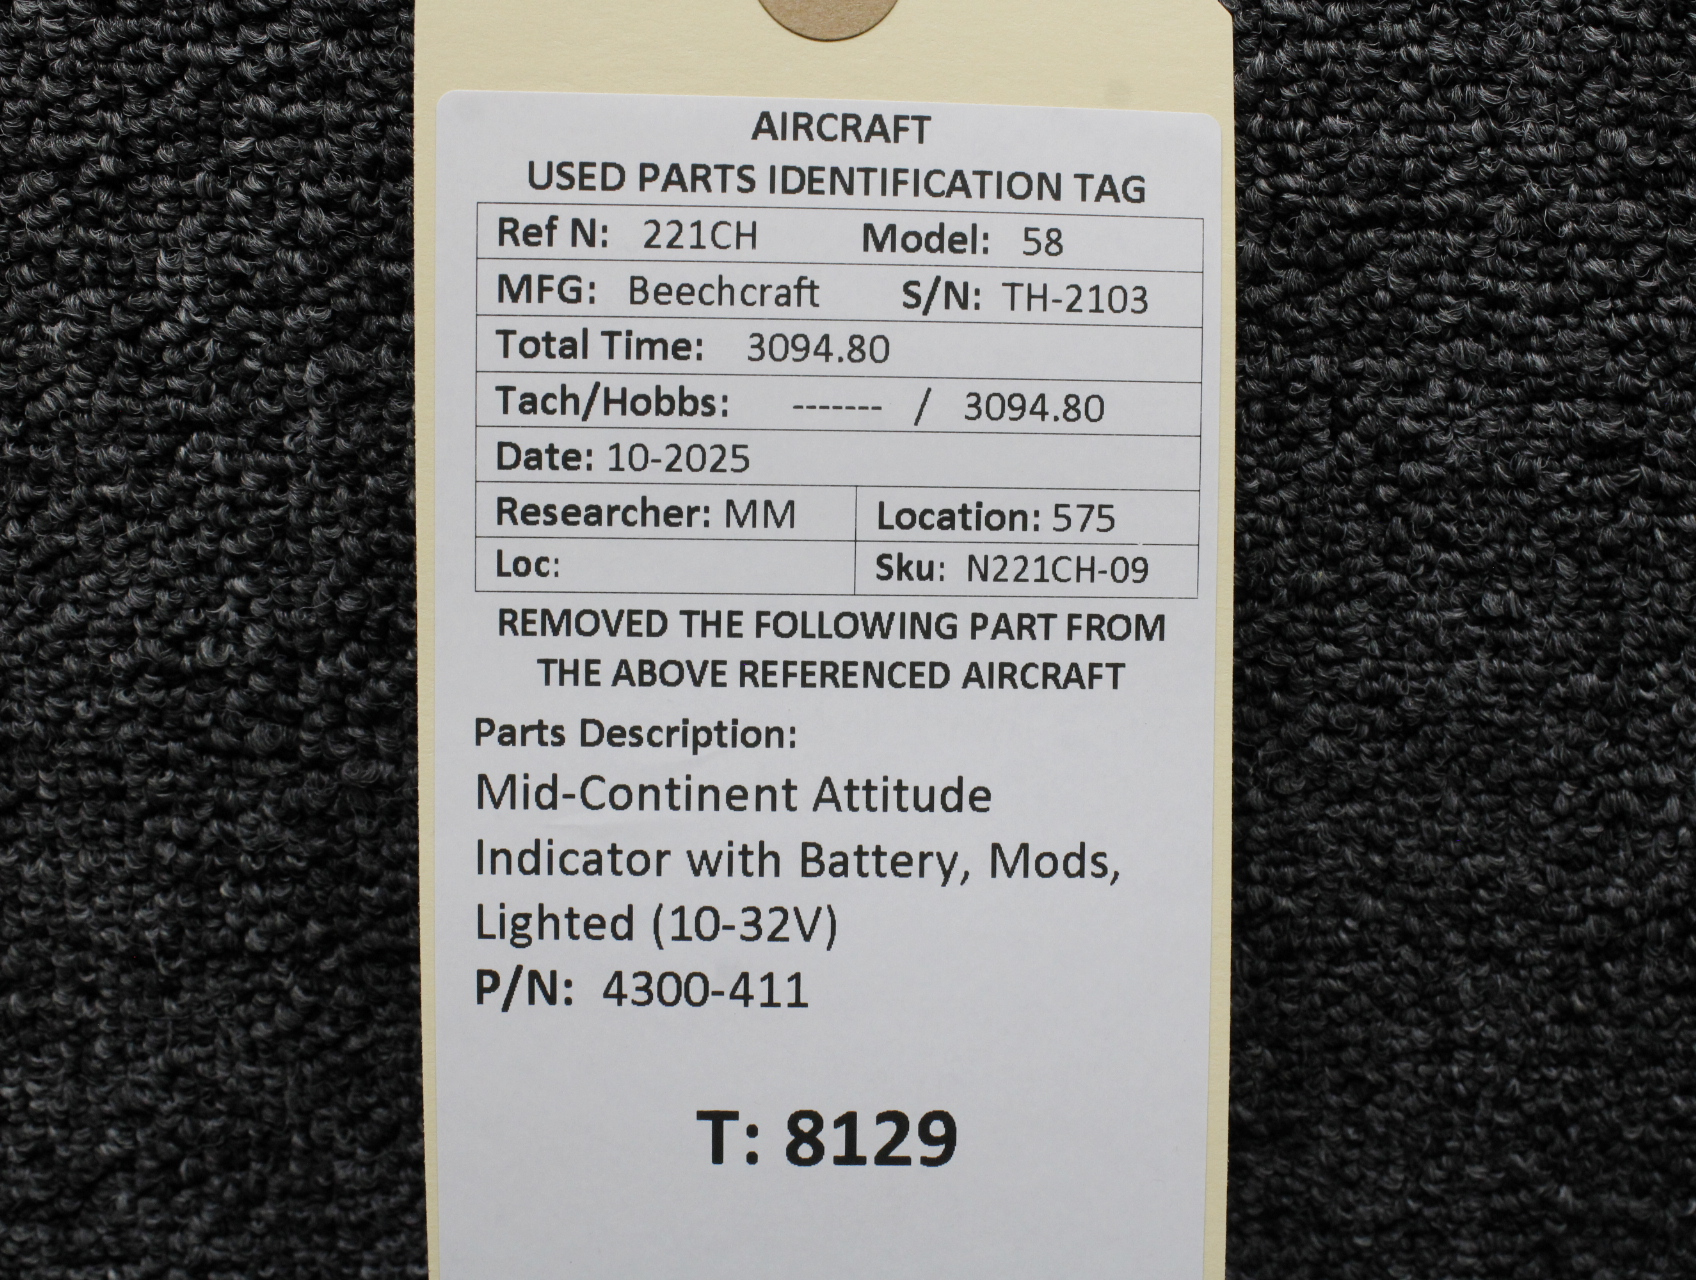 AIRCRAFT
USED PARTS IDENTIFICATION TAG
Ref N: 221CH Model: 58
MFG: Beechcraft S/N: TH-2103
Total Time: 3094.80
Tach/Hobbs: ------- / 3094.80
Date: 10-2025
Researcher: MM Location: 575
Loc: Sku: N221CH-09
REMOVED THE FOLLOWING PART FROM
THE ABOVE REFERENCED AIRCRAFT
Parts Description:
Mid-Continent Attitude
Indicator with Battery, Mods,
Lighted (10-32V)
P/N: 4300-411
T: 8129